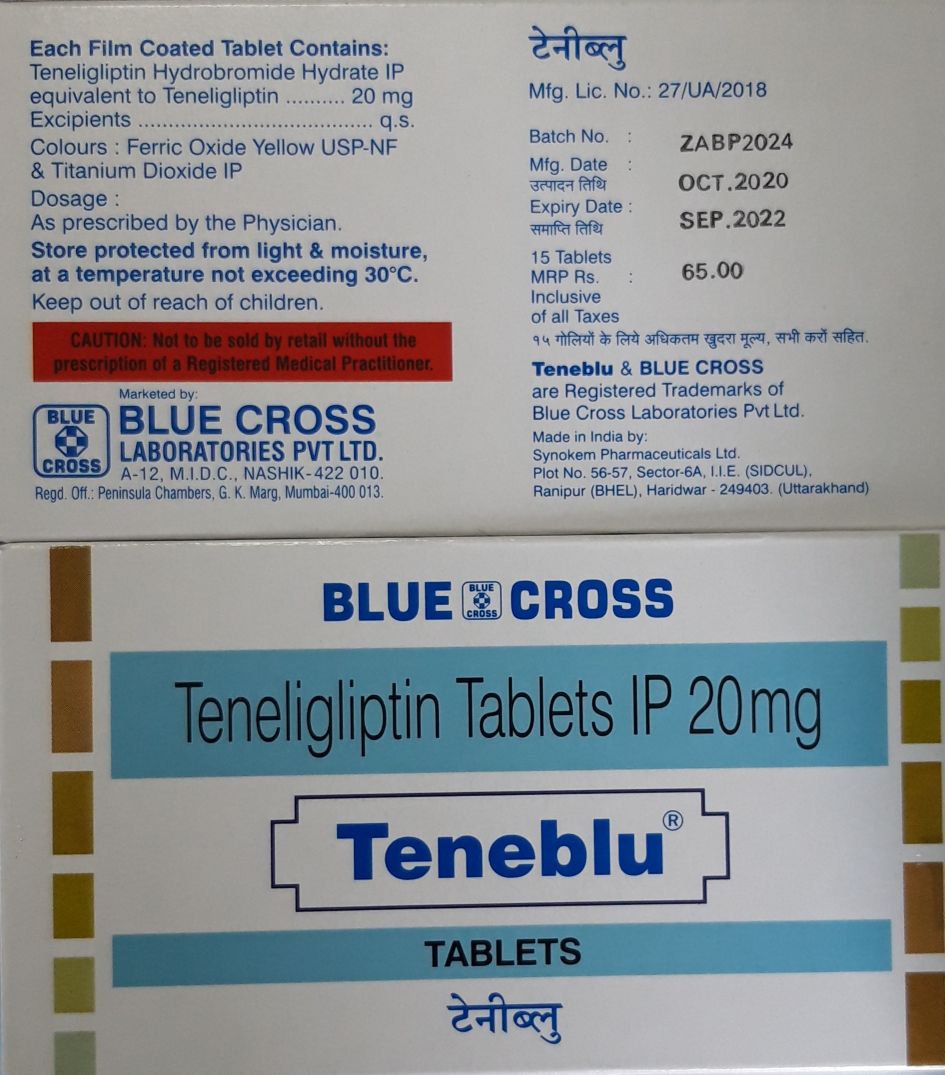 Each Film Coated Tablet Contains:
Teneligliptin Hydrobromide Hydrate IP
equivalent to Teneligliptin .......... 20 mg
Excipients ...................................... q.s.
Colours : Ferric Oxide Yellow USP-NF
& Titanium Dioxide IP
Dosage :
As prescribed by the Physician.
Store protected from light & moisture,
at a temperature not exceeding 30°C.
Keep out of reach of children.
CAUTION: Not to be sold by retail without the
prescription of a Registered Medical Practitioner.
Marketed by:
BLUE
CROSS
BLUE CROSS
LABORATORIES PVT LTD.
A-12, M.I.D.C., NASHIK-422 010.
Regd. Off.: Peninsula Chambers, G. K. Marg, Mumbai-400 013.
टेनीब्लु
Mfg. Lic. No.: 27/UA/2018
Batch No. : ZABP2024
Mfg. Date :
उत्पादन तिथि OCT.2020
Expiry Date :
समाप्ति तिथि SEP.2022
15 Tablets
MRP Rs. : 65.00
Inclusive
of all Taxes
१५ गोलियों के लिये अधिकतम खुदरा मूल्य, सभी करों सहित.
Teneblu & BLUE CROSS
are Registered Trademarks of
Blue Cross Laboratories Pvt Ltd.
Made in India by:
Synokem Pharmaceuticals Ltd.
Plot No. 56-57, Sector-6A, I.I.E. (SIDCUL),
Ranipur (BHEL), Haridwar - 249403. (Uttarakhand)
BLUE BLUE CROSS CROSS
Teneligliptin Tablets IP 20mg
Teneblu®
TABLETS
टेनीब्लु